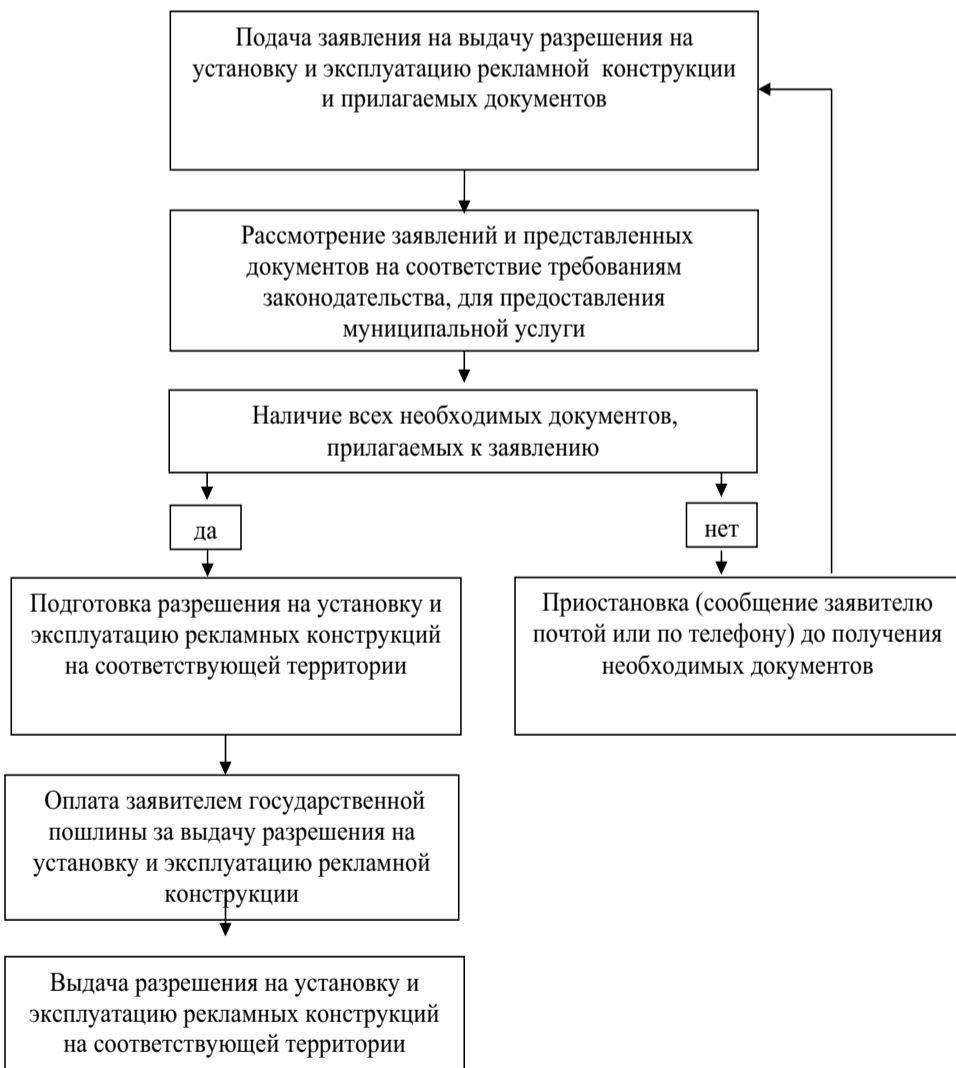 Подача заявления на выдачу разрешения на
установку и эксплуатацию рекламной конструкции
и прилагаемых документов
Рассмотрение заявлений и представленных
документов на соответствие требованиям
законодательства, для предоставления
муниципальной услуги
Наличие всех необходимых документов,
прилагаемых к заявлению
да
нет
Подготовка разрешения на установку и
эксплуатацию рекламных конструкций
на соответствующей территории
Приостановка (сообщение заявителю
почтой или по телефону) до получения
необходимых документов
Оплата заявителем государственной
пошлины за выдачу разрешения на
установку и эксплуатацию рекламной
конструкции
Выдача разрешения на установку и
эксплуатацию рекламных конструкций
на соответствующей территории